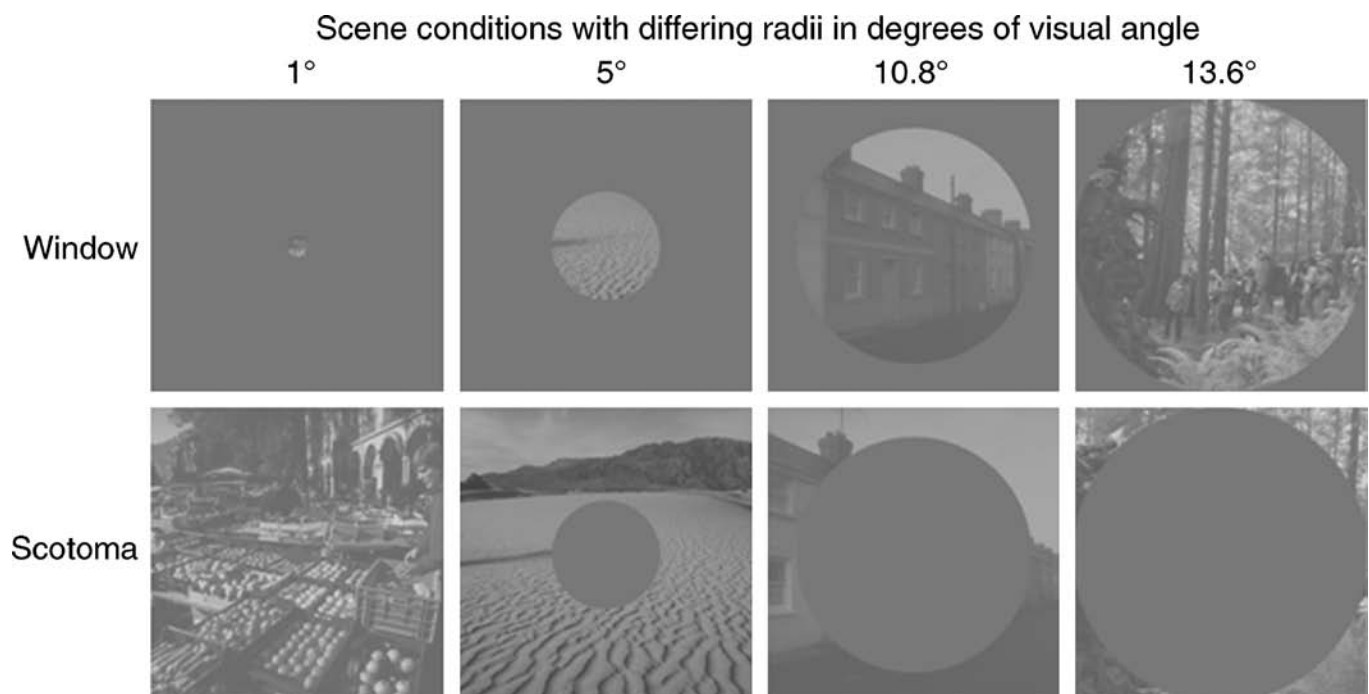 Scene conditions with differing radii in degrees of visual angle
1° 5° 10.8° 13.6°
Window
Scotoma